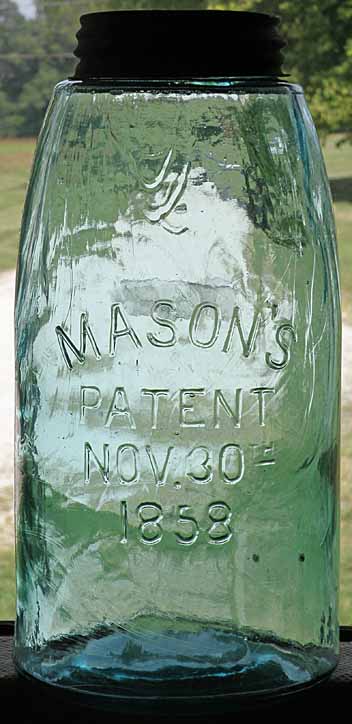 MASON'S
PATENT
NOV.30TH
1858